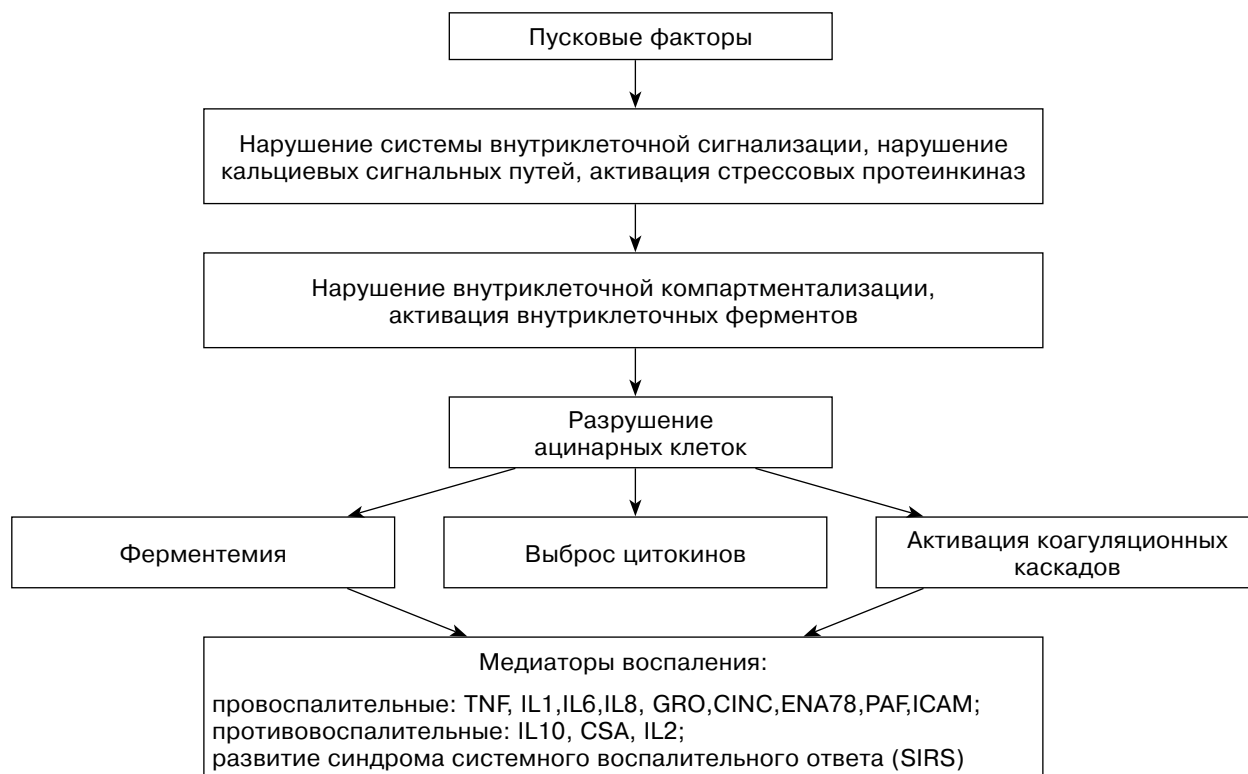 Пусковые факторы
Нарушение системы внутриклеточной сигнализации, нарушение
кальциевых сигнальных путей, активация стрессовых протеинкиназ
Нарушение внутриклеточной компартментализации,
активация внутриклеточных ферментов
Разрушение
ацинарных клеток
Ферментемия
Выброс цитокинов
Активация коагуляционных
каскадов
Медиаторы воспаления:
провоспалительные: TNF, IL1,IL6,IL8, GRO,CINC,ENA78,PAF,ICAM;
противовоспалительные: IL10, CSA, IL2;
развитие синдрома системного воспалительного ответа (SIRS)